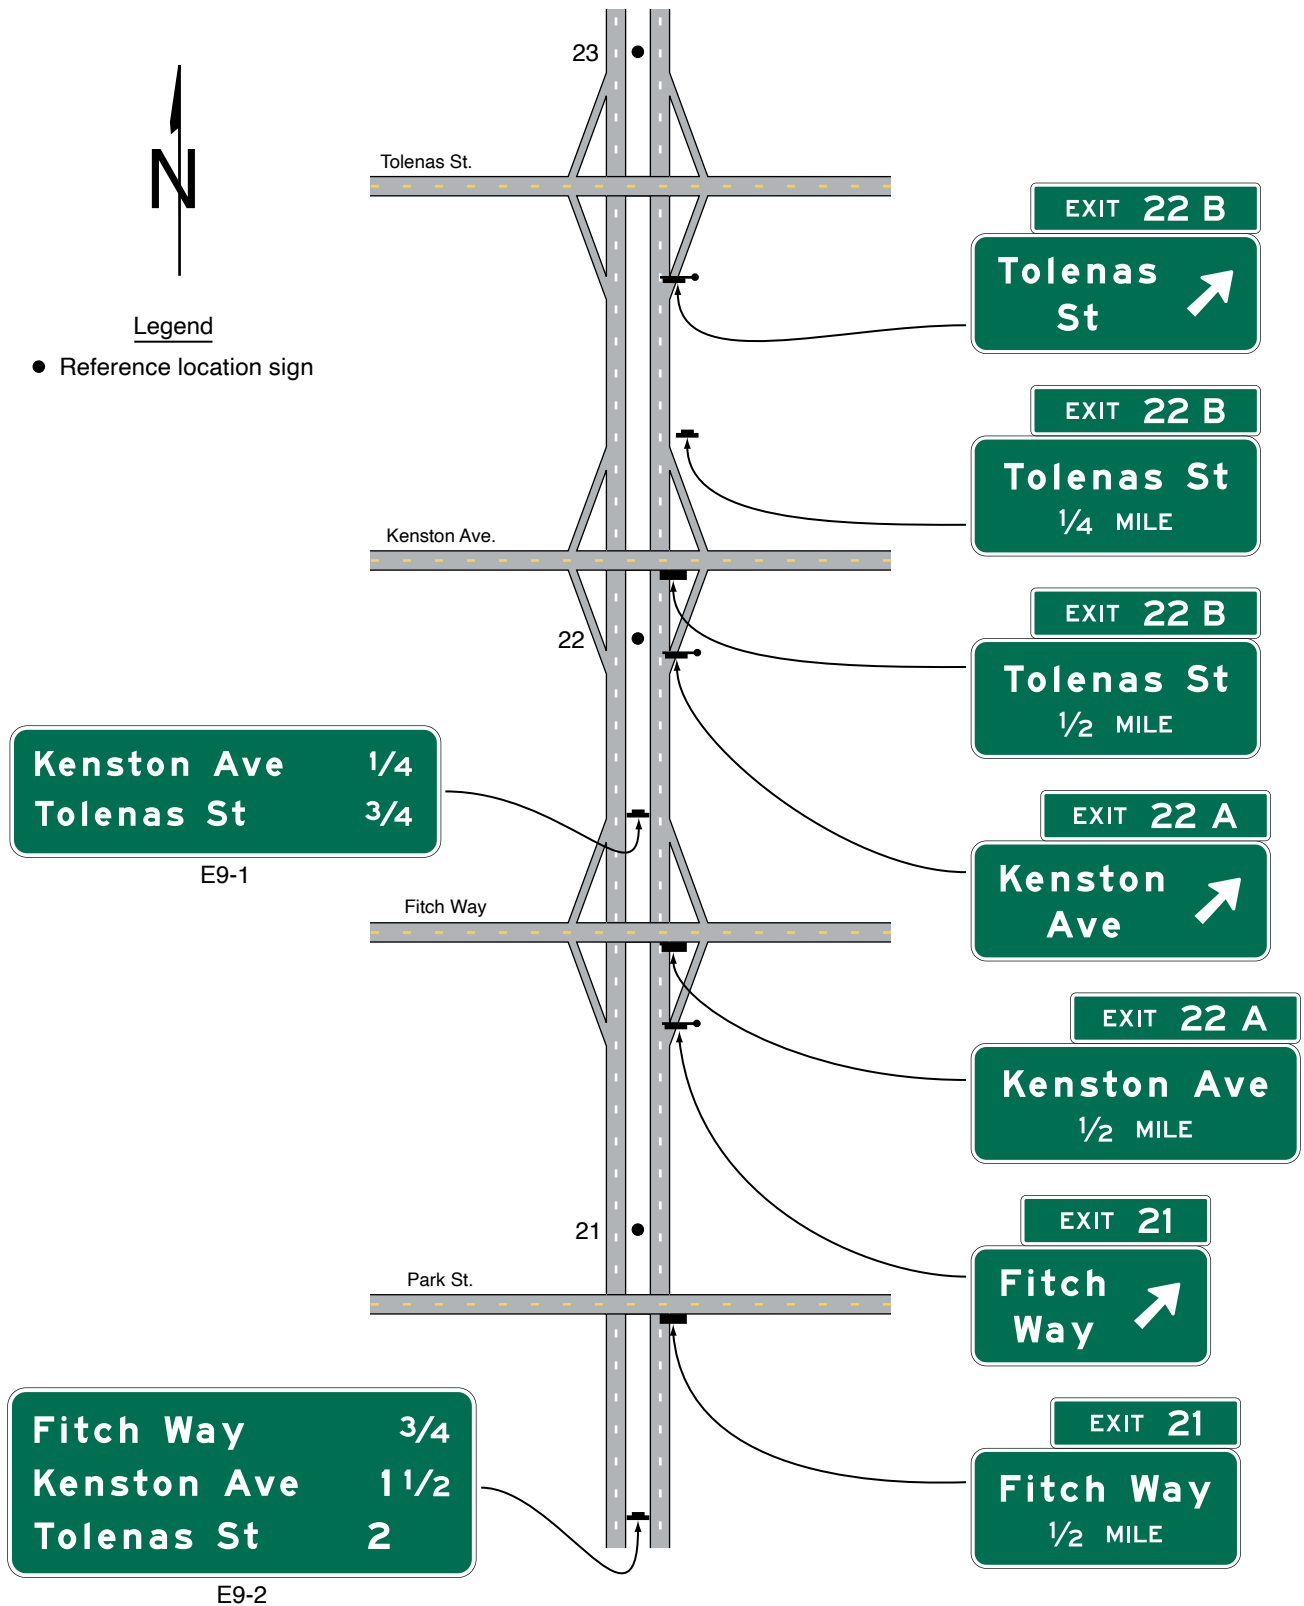 23
N
Tolenas St.
EXIT 22 B
Tolenas
St
Legend
Reference location sign
EXIT 22 B
Tolenas St
1/4 MILE
Kenston Ave.
22
EXIT 22 B
Tolenas St
1/2 MILE
Kenston Ave 1/4
Tolenas St 3/4
E9-1
EXIT 22 A
Kenston
Ave
Fitch Way
EXIT 22 A
Kenston Ave
1/2 MILE
21
EXIT 21
Fitch
Way
Park St.
Fitch Way 3/4
Kenston Ave 1 1/2
Tolenas St 2
E9-2
EXIT 21
Fitch Way
1/2 MILE